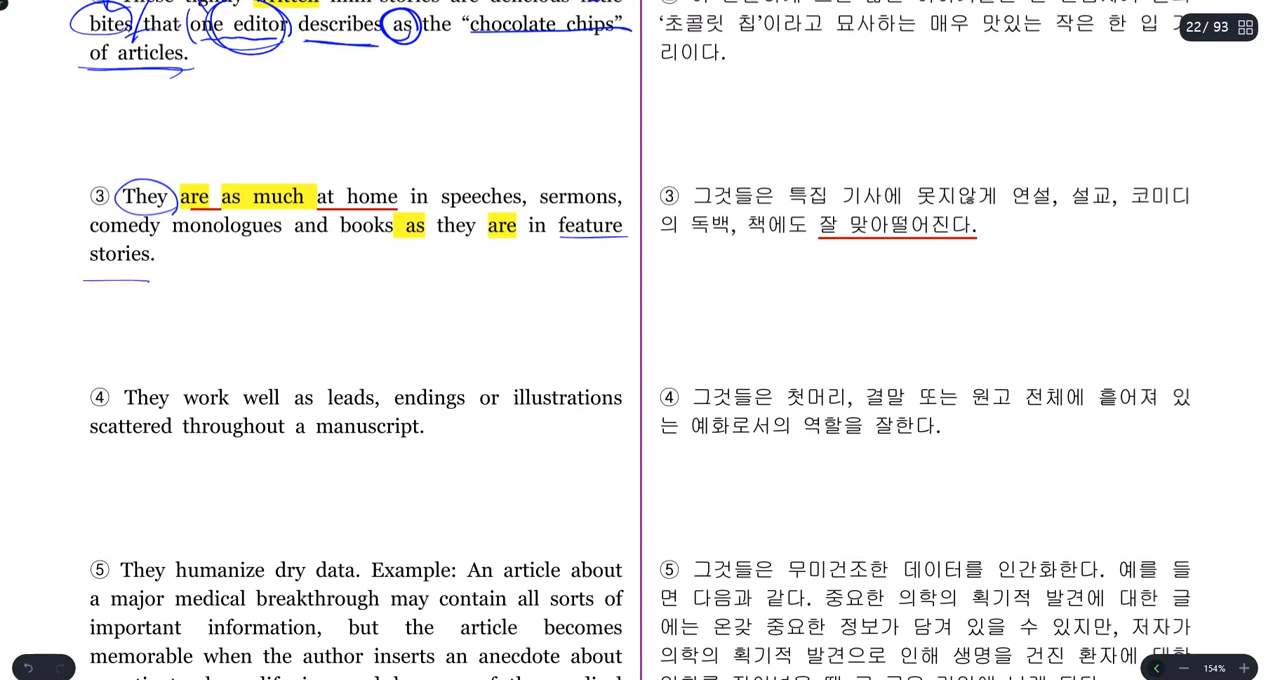 bites that one editor describes as the “chocolate chips”
of articles.
③ They are as much at home in speeches, sermons,
comedy monologues and books as they are in feature
stories.
④ They work well as leads, endings or illustrations
scattered throughout a manuscript.
⑤ They humanize dry data. Example: An article about
a major medical breakthrough may contain all sorts of
important information, but the article becomes
memorable when the author inserts an anecdote about
‘초콜릿 칩’이라고 묘사하는 매우 맛있는 작은 한 입
리이다.
③ 그것들은 특집 기사에 못지않게 연설, 설교, 코미디
의 독백, 책에도 잘 맞아떨어진다.
④ 그것들은 첫머리, 결말 또는 원고 전체에 흩어져 있
는 예화로서의 역할을 잘한다.
⑤ 그것들은 무미건조한 데이터를 인간화한다. 예를 들
면 다음과 같다. 중요한 의학의 획기적 발견에 대한 글
에는 온갖 중요한 정보가 담겨 있을 수 있지만, 저자가
의학의 획기적 발견으로 인해 생명을 건진 환자에
22/ 93
154%